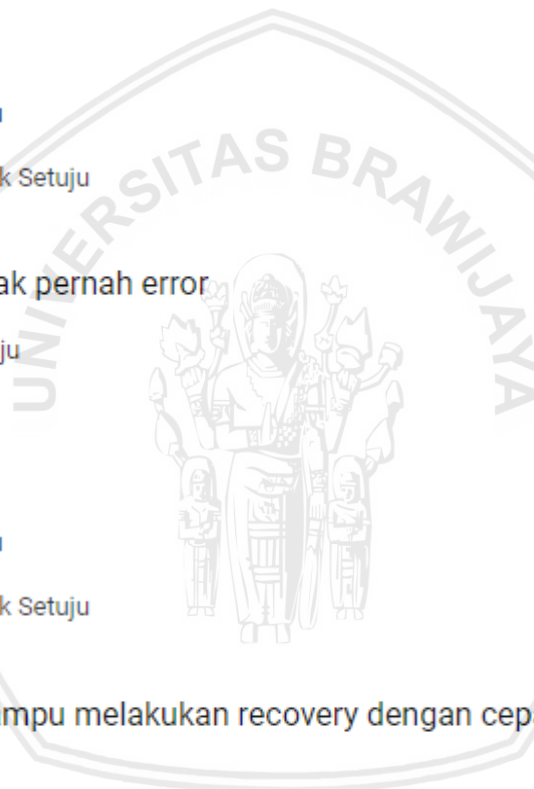 k Setuju
ak pernah error
ju
k Setuju
mpu melakukan recovery dengan cep
UNIVERSITAS BRAWIJAYA